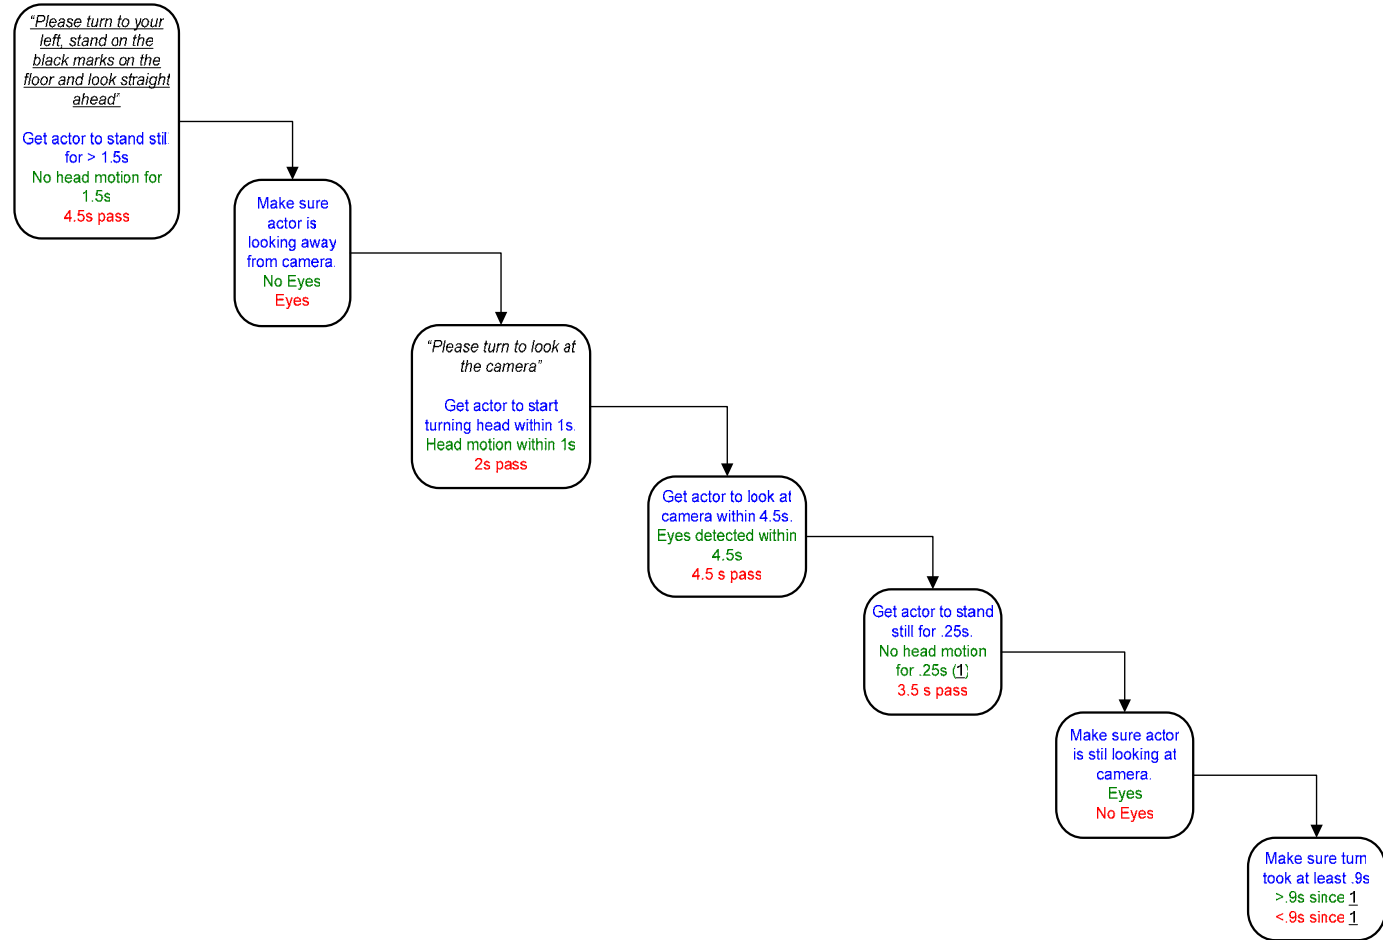 “Please turn to your
left, stand on the
black marks on the
floor and look straight
ahead”
Get actor to stand stil
for > 1.5s
No head motion for
1.5s
4.5s pass
Make sure
actor is
looking away
from camera.
No Eyes
Eyes
“Please turn to look at
the camera”
Get actor to start
turning head within 1s.
Head motion within 1s
2s pass
Get actor to look at
camera within 4.5s.
Eyes detected within
4.5s
4.5 s pass
Get actor to stand
still for .25s.
No head motion
for .25s (1)
3.5 s pass
Make sure actor
is stil looking at
camera.
Eyes
No Eyes
Make sure turn
took at least .9s
>.9s since 1
<.9s since 1